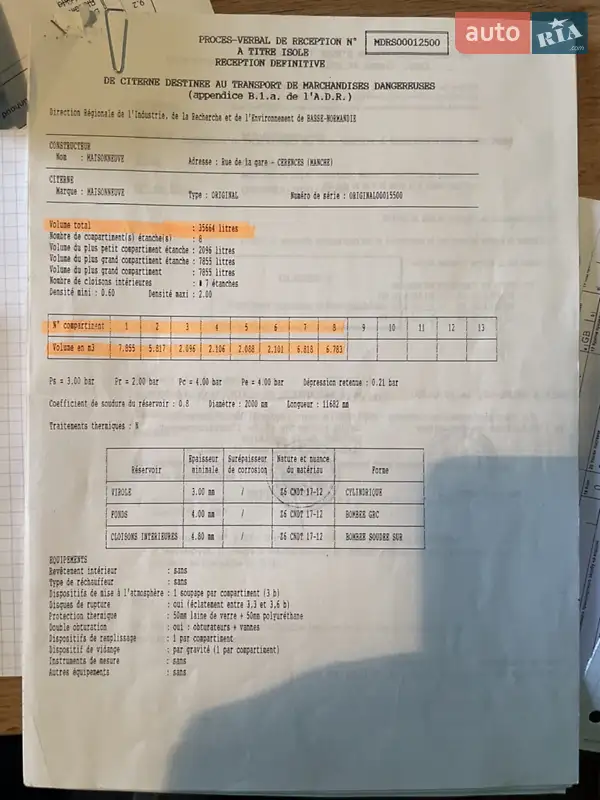 auto RIA .com
PROCES-VERBAL DE RECEPTION N° MDRS00012500
A TITRE ISOLE
RECEPTION DEFINITIVE
DE CITERNE DESTINEE AU TRANSPORT DE MARCHANDISES DANGEREUSES
(appendice B.1.a. de l'A.D.R.)
Direction Régionale de l'Industrie, de la Recherche et de l'Environnement de BASSE-NORMANDIE
CONSTRUCTEUR
Nom : MAISONNEUVE Adresse : Rue de la gare - CERENCES (MANCHE)
CITERNE
Marque : MAISONNEUVE Type : ORIGINAL Numéro de série : ORIGINAL00015500
Volume total : 35664 litres
Nombre de compartiment(s) étanche(s) : 8
Volume du plus petit compartiment étanche : 2096 litres
Volume du plus grand compartiment étanche : 7855 litres
Volume du plus grand compartiment : 7855 litres
Nombre de cloisons intérieures : 7 étanches
Densité mini : 0.60 Densité maxi : 2.00
N° compartiment 1 2 3 4 5 6 7 8 9 10 11 12 13
Volume en m3 7.855 5.817 2.096 2.106 2.088 2.101 6.818 6.783
Ps = 3.00 bar Pr = 2.00 bar Pc = 4.00 bar Pe = 4.00 bar Dépression retenue : 0.21 bar
Coefficient de soudure du réservoir : 0.8 Diamètre : 2000 mm Longueur : 11682 mm
Traitements thermiques : N
Réservoir Epaisseur minimale Surépaisseur de corrosion Nature et nuance du matériau Forme
VIROLE 3.00 mm / Z6 CNDT 17-12 CYLINDRIQUE
FONDS 4.00 mm / Z6 CNDT 17-12 BOMBEE GRC
CLOISONS INTERIEURES 4.80 mm / Z6 CNDT 17-12 BOMBEE SOUDEE SUR
EQUIPEMENTS
Revêtement intérieur : sans
Type de réchauffeur : sans
Dispositifs de mise à l'atmosphère : 1 soupape par compartiment (3 b)
Disques de rupture : oui (éclatement entre 3,3 et 3,6 b)
Protection thermique : 50mm laine de verre + 50mm polyuréthane
Double obturation : oui : obturateurs + vannes
Dispositifs de remplissage : 1 par compartiment
Dispositif de vidange : par gravité (1 par compartiment)
Instruments de mesure : sans
Autres équipements : sans